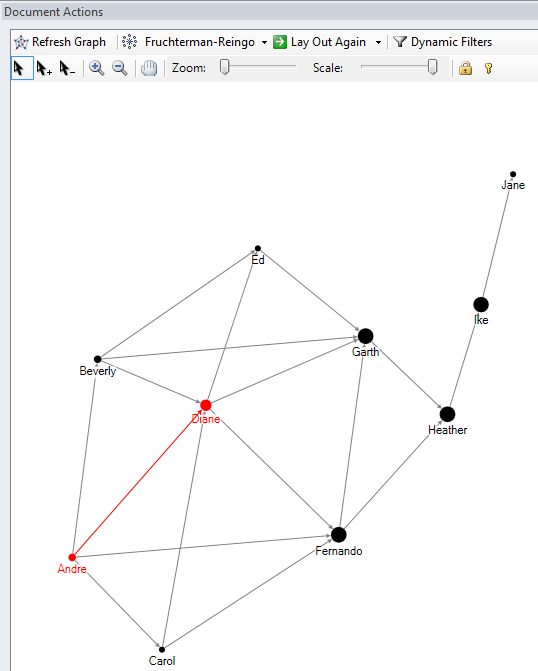 Document Actions
Refresh Graph Fruchterman-Reingo Lay Out Again Dynamic Filters
Zoom: Scale:
Jane
Ed
Ike
Garth
Beverly
Diane
Heather
Fernando
Andre
Carol